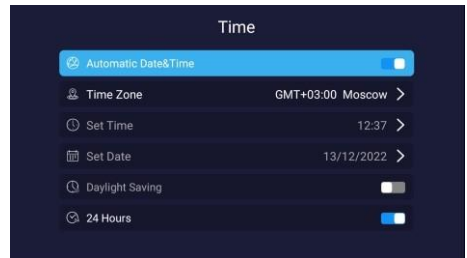 Time
Automatic Date&Time
Time Zone GMT+03:00 Moscow
Set Time 12:37
Set Date 13/12/2022
Daylight Saving
24 Hours